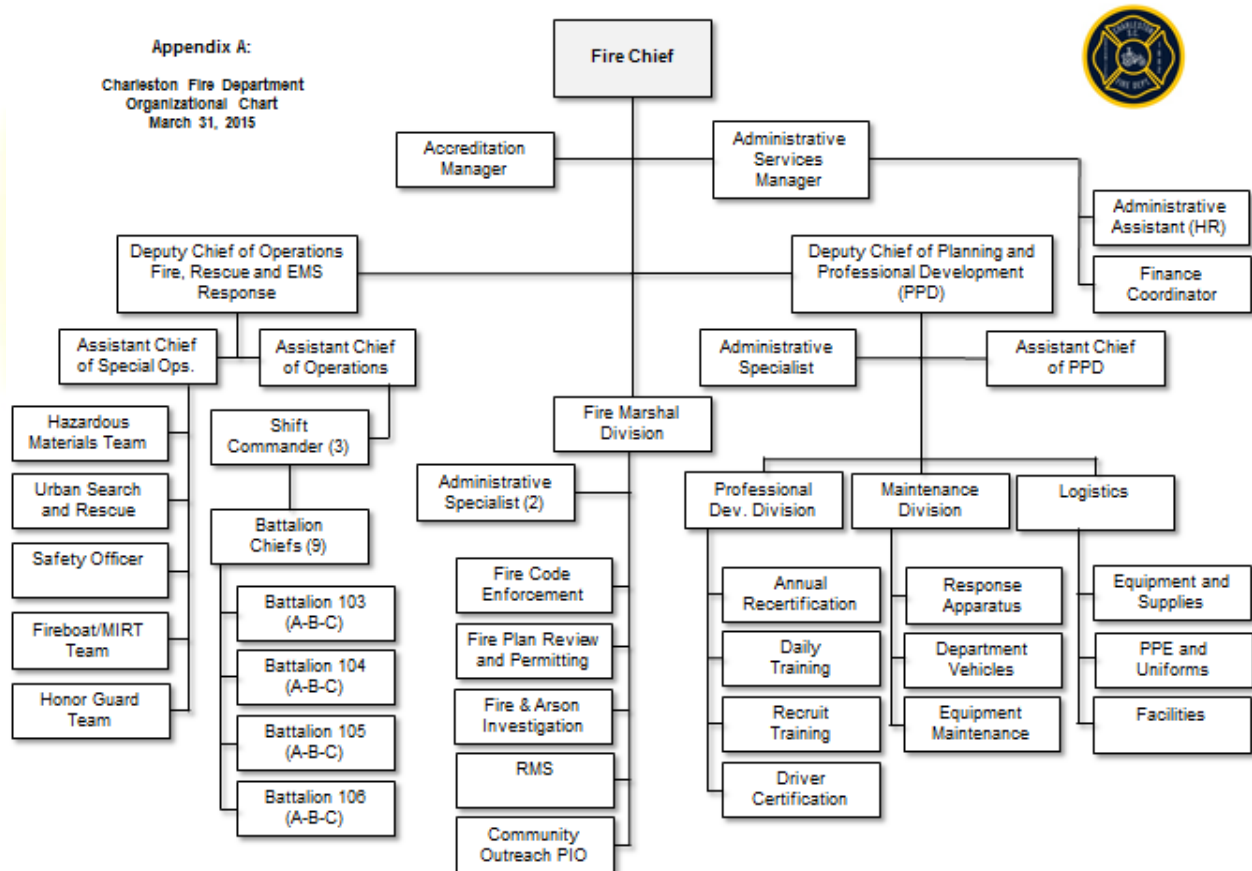 Appendix A:
Charleston Fire Department
Organizational Chart
March 31, 2015
Fire Chief
CHARLESTON
S.C.
FIRE DEPT.
Accreditation
Manager
Administrative
Services
Manager
Administrative
Assistant (HR)
Finance
Coordinator
Deputy Chief of Operations
Fire, Rescue and EMS
Response
Deputy Chief of Planning and
Professional Development
(PPD)
Assistant Chief
of Special Ops.
Assistant Chief
of Operations
Administrative
Specialist
Assistant Chief
of PPD
Hazardous
Materials Team
Urban Search
and Rescue
Safety Officer
Fireboat/MIRT
Team
Honor Guard
Team
Shift
Commander (3)
Battalion
Chiefs (9)
Battalion 103
(A-B-C)
Battalion 104
(A-B-C)
Battalion 105
(A-B-C)
Battalion 106
(A-B-C)
Fire Marshal
Division
Administrative
Specialist (2)
Fire Code
Enforcement
Fire Plan Review
and Permitting
Fire & Arson
Investigation
RMS
Community
Outreach PIO
Professional
Dev. Division
Annual
Recertification
Daily
Training
Recruit
Training
Driver
Certification
Maintenance
Division
Response
Apparatus
Department
Vehicles
Equipment
Maintenance
Logistics
Equipment and
Supplies
PPE and
Uniforms
Facilities